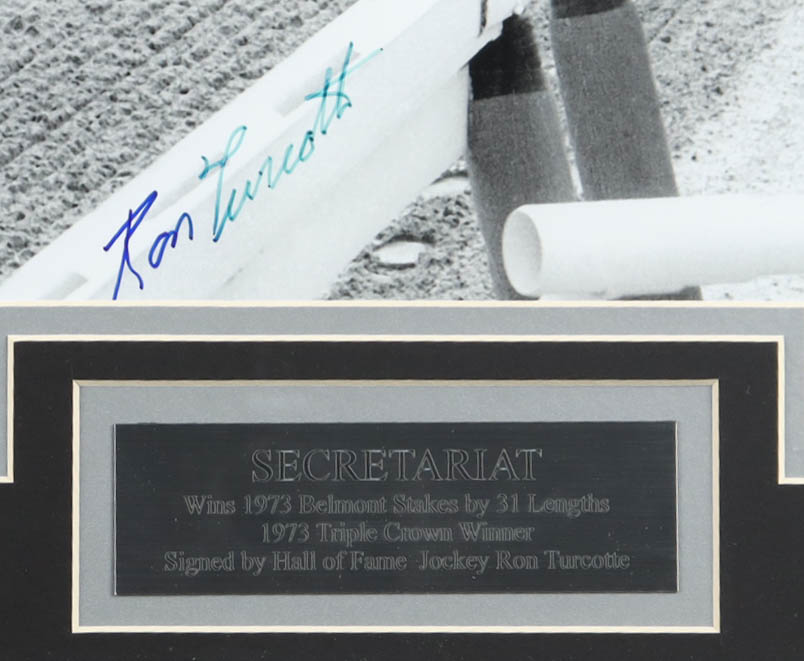 Ron Turcotte
SECRETARIAT
Wins 1973 Belmont Stakes by 31 Lengths
1973 Triple Crown Winner
Signed by Hall of Fame Jockey Ron Turcotte